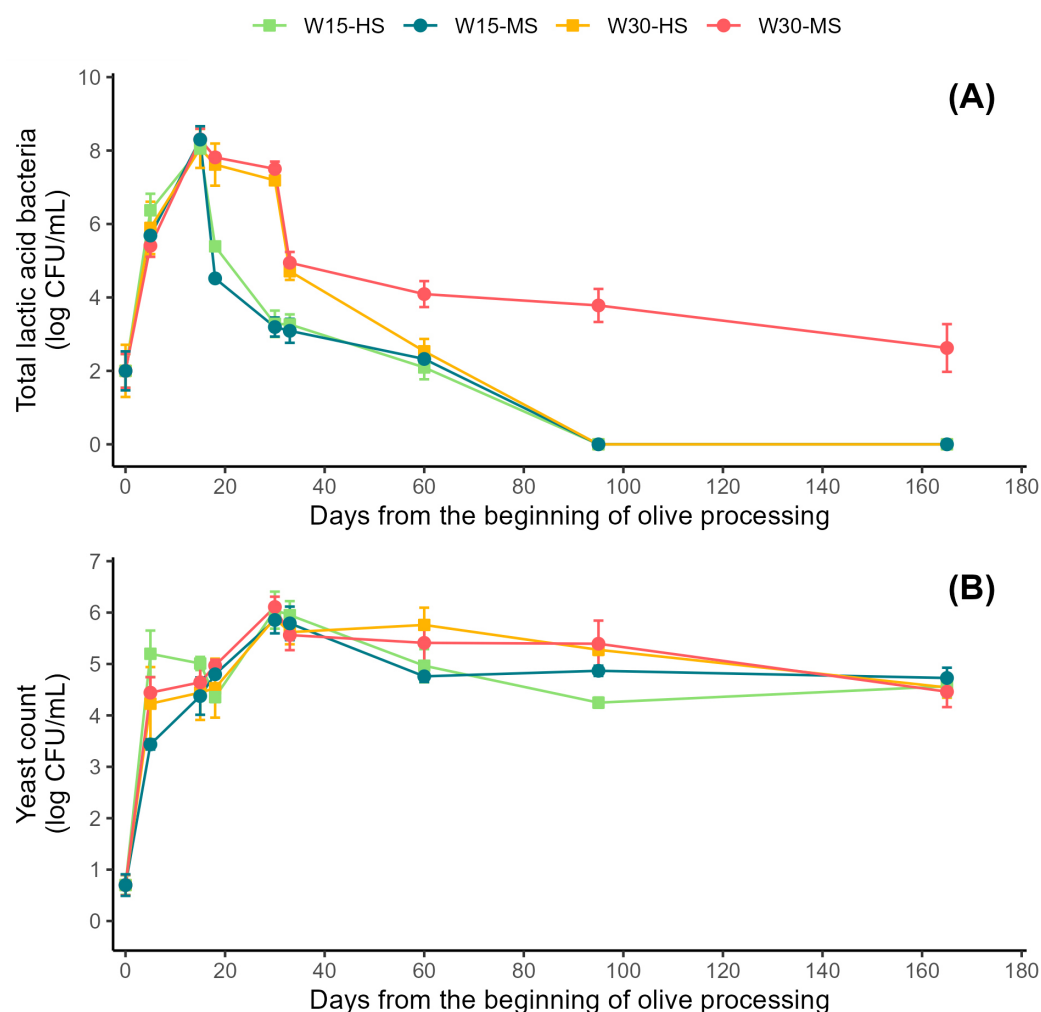 W15-HS W15-MS W30-HS W30-MS
(A)
Total lactic acid bacteria
(log CFU/mL)
10
8
6
4
2
0
0 20 40 60 80 100 120 140 160 180
Days from the beginning of olive processing
(B)
Yeast count
(log CFU/mL)
7
6
5
4
3
2
1
0
0 20 40 60 80 100 120 140 160 180
Days from the beginning of olive processing